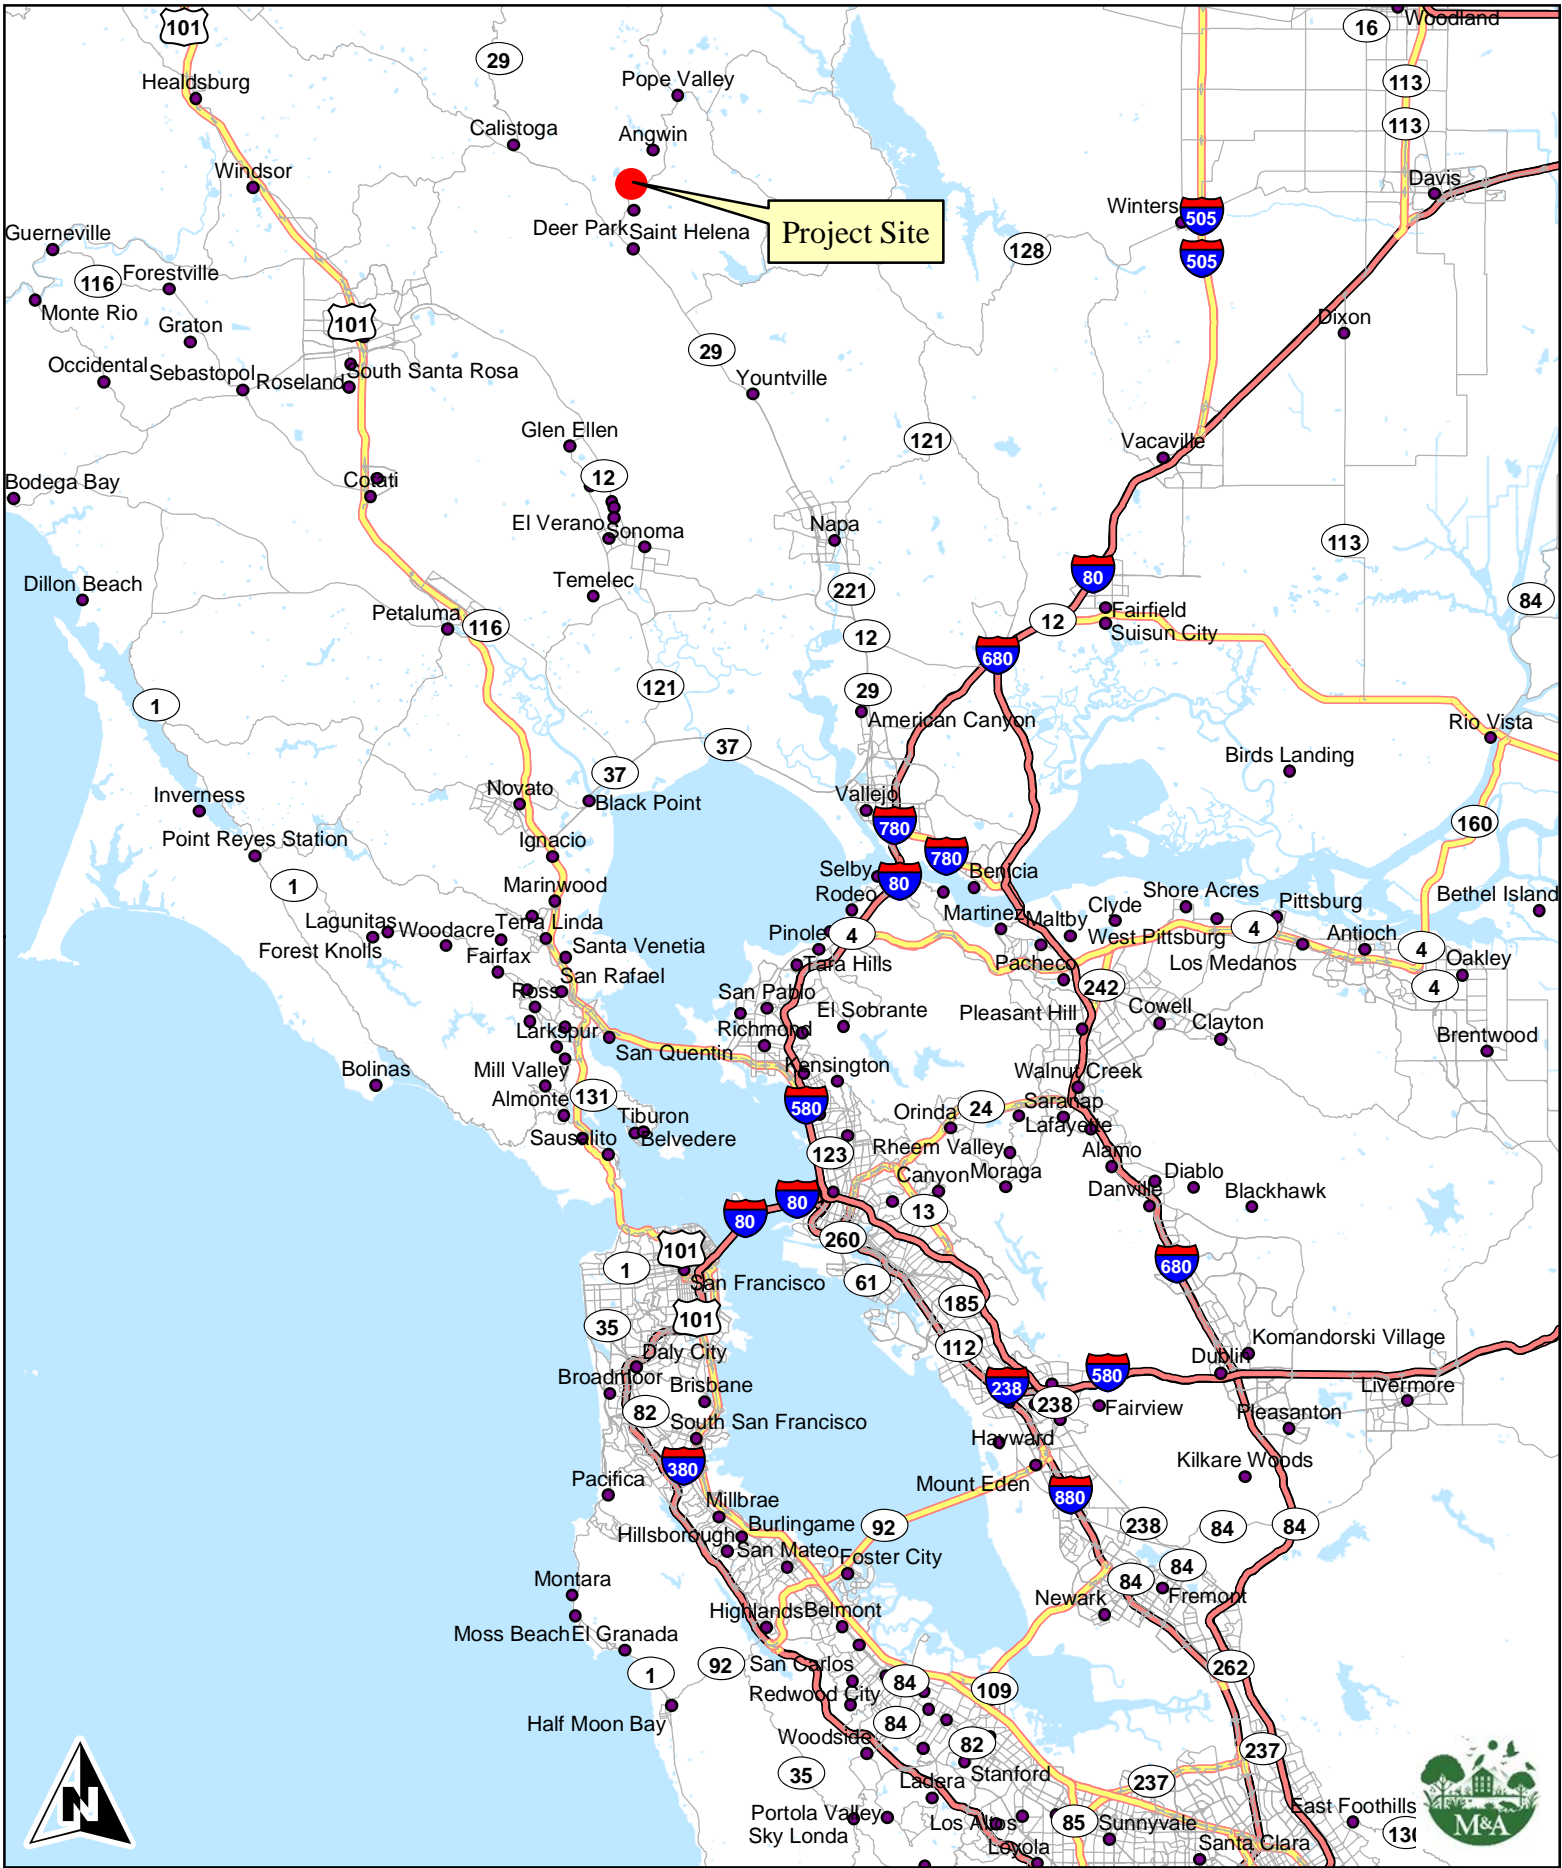 101
Healdsburg
29
Pope Valley
Calistoga
Angwin
16
Woodland
113
113
Windsor
Davis
Winters
505
505
Project Site
Deer Park
Saint Helena
128
Guerneville
116
Forestville
Monte Rio
Graton
101
Dixon
29
Occidental
Sebastopol
Roseland
South Santa Rosa
Yountville
Glen Ellen
121
Vacaville
12
Cotati
Bodega Bay
El Verano
Sonoma
Napa
113
Dillon Beach
Temelec
221
80
84
Petaluma
116
12
12
Fairfield
Suisun City
680
121
29
1
American Canyon
Rio Vista
37
37
Birds Landing
Inverness
Novato
Black Point
Vallejo
780
160
Point Reyes Station
Ignacio
780
1
Marinwood
Selby
80
Benicia
Rodeo
Shore Acres
Clyde
Pittsburg
Bethel Island
Lagunitas
Woodacre
Terra Linda
Martinez
Maltby
Forest Knolls
Fairfax
Santa Venetia
Pinole
4
West Pittsburg
4
Antioch
4
Tara Hills
Pacheco
Los Medanos
Oakley
San Rafael
Ross
San Pablo
242
4
El Sobrante
Pleasant Hill
Cowell
Clayton
Larkspur
Richmond
Brentwood
San Quentin
Bolinas
Mill Valley
Kensington
Walnut Creek
Almonte
131
580
Orinda
24
Saranap
Tiburon
Lafayette
Sausalito
Belvedere
123
Rheem Valley
Alamo
Canyon
Moraga
Diablo
Danville
Blackhawk
80
80
13
101
260
1
San Francisco
61
680
35
101
185
112
Daly City
Komandorski Village
Dublin
Broadmoor
Brisbane
238
580
Livermore
82
238
Fairview
South San Francisco
Pleasanton
Hayward
380
Mount Eden
Kilkare Woods
Pacifica
880
Millbrae
Burlingame
92
238
84
84
Hillsborough
San Mateo
Foster City
84
Montara
84
Newark
Fremont
Highlands
Belmont
Moss Beach
El Granada
1
92
San Carlos
84
262
Redwood City
109
Half Moon Bay
84
Woodside
82
237
35
Ladera
Stanford
237
Portola Valley
Los Altos
85
Sunnyvale
East Foothills
Sky Londa
Loyola
Santa Clara
N
M&A